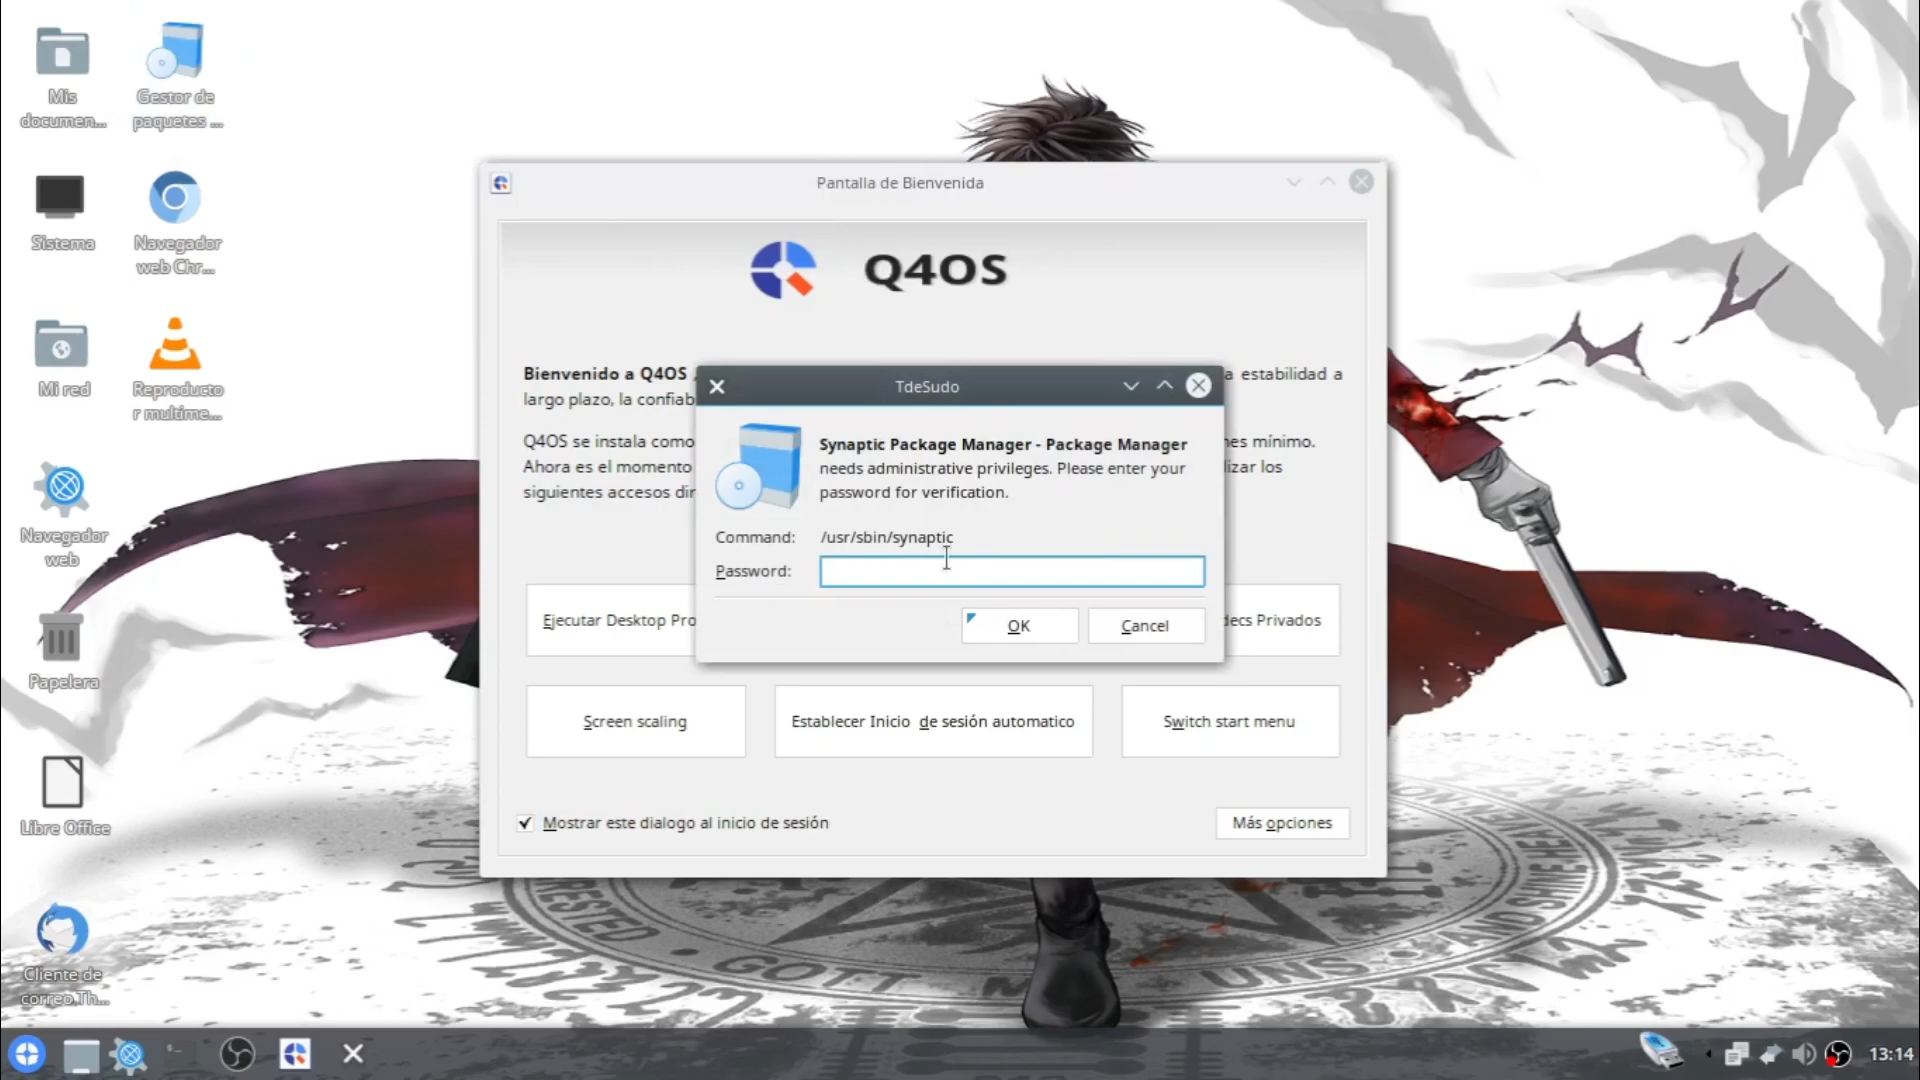 Mis
documen...
Gestor de
paquetes ...
Sistema
Navegador
web Chr...
Mi red
Reproducto
r multime...
Navegador
web
Papelera
Libre Office
Cliente de
correo Th...
Pantalla de Bienvenida
Q4OS
Bienvenido a Q4OS
a estabilidad a
largo plazo, la confiab
Q4OS se instala como
nes mínimo.
Ahora es el momento
lizar los
siguientes accesos dir
TdeSudo
Synaptic Package Manager - Package Manager
needs administrative privileges. Please enter your
password for verification.
Command: /usr/sbin/synaptic
Password:
OK
Cancel
Ejecutar Desktop Pro
decs Privados
Screen scaling
Establecer Inicio de sesión automatico
Switch start menu
Mostrar este dialogo al inicio de sesión
Más opciones
13:14